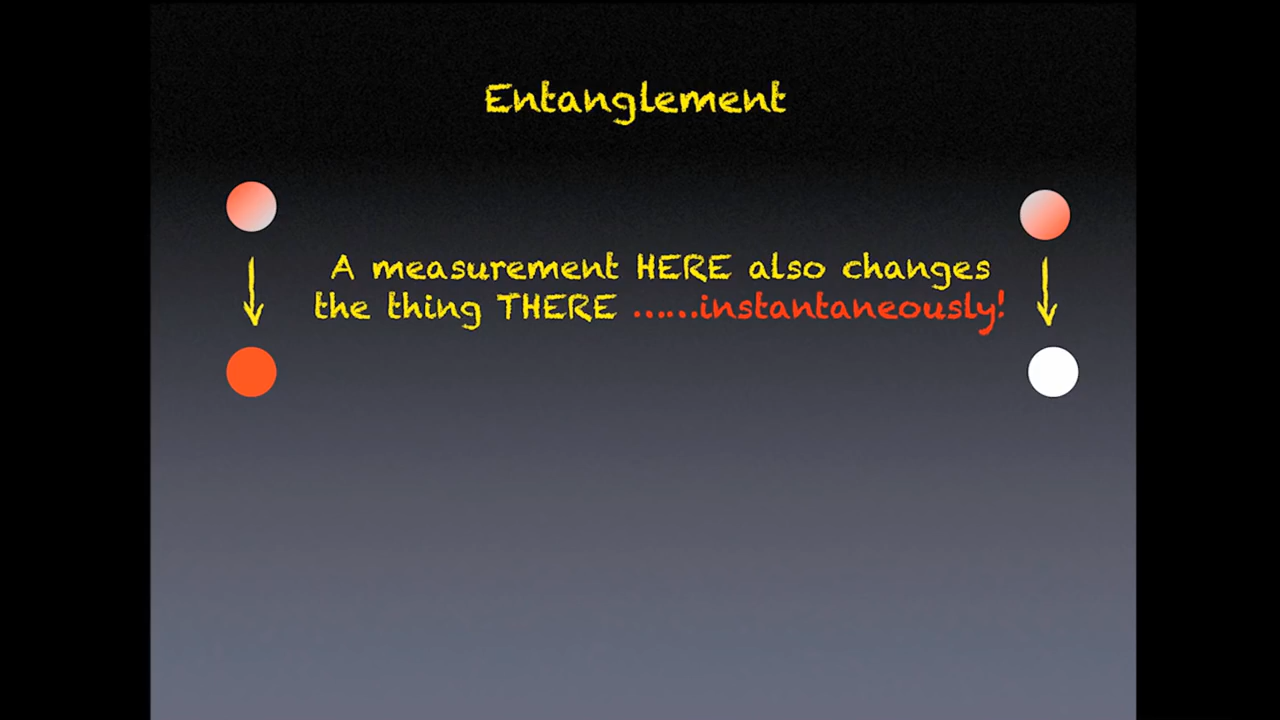 Entanglement
A measurement HERE also changes
the thing THERE ......instantaneously!